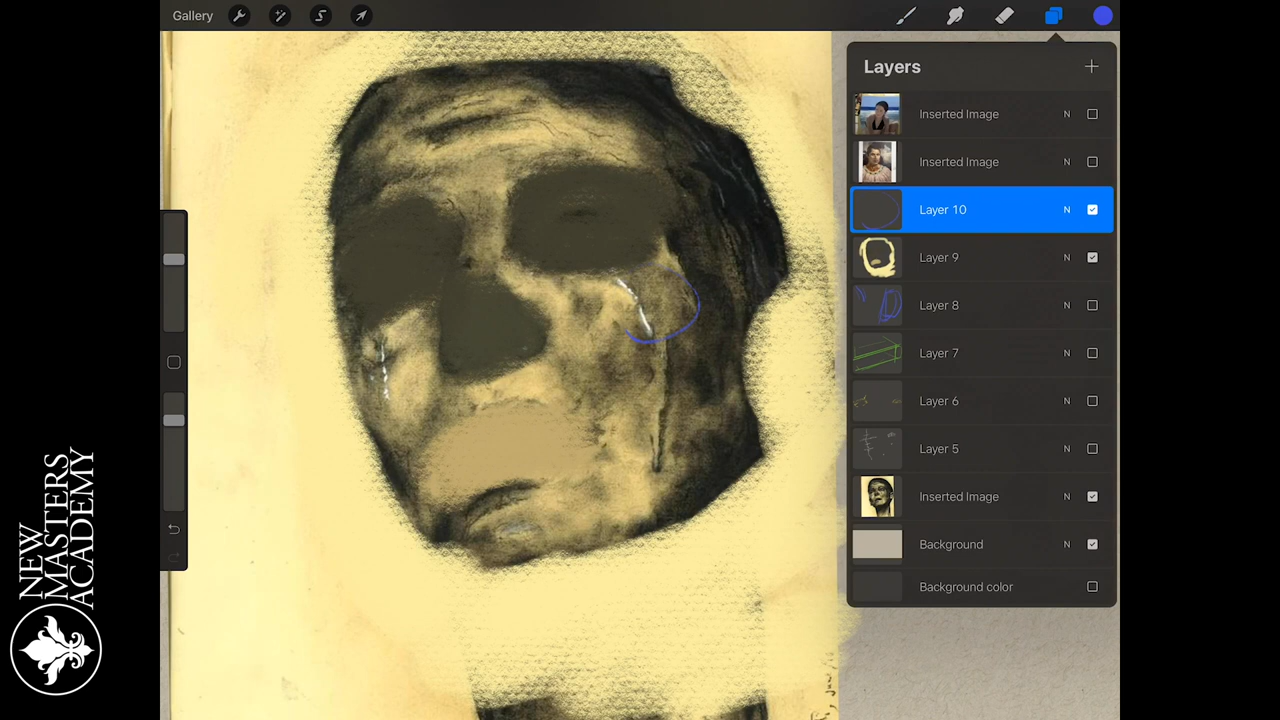 Gallery
Layers
Inserted Image N
Inserted Image N
Layer 10 N
Layer 9 N
Layer 8 N
Layer 7 N
Layer 6 N
Layer 5 N
Inserted Image N
Background N
Background color
NEW
MASTERS
ACADEMY